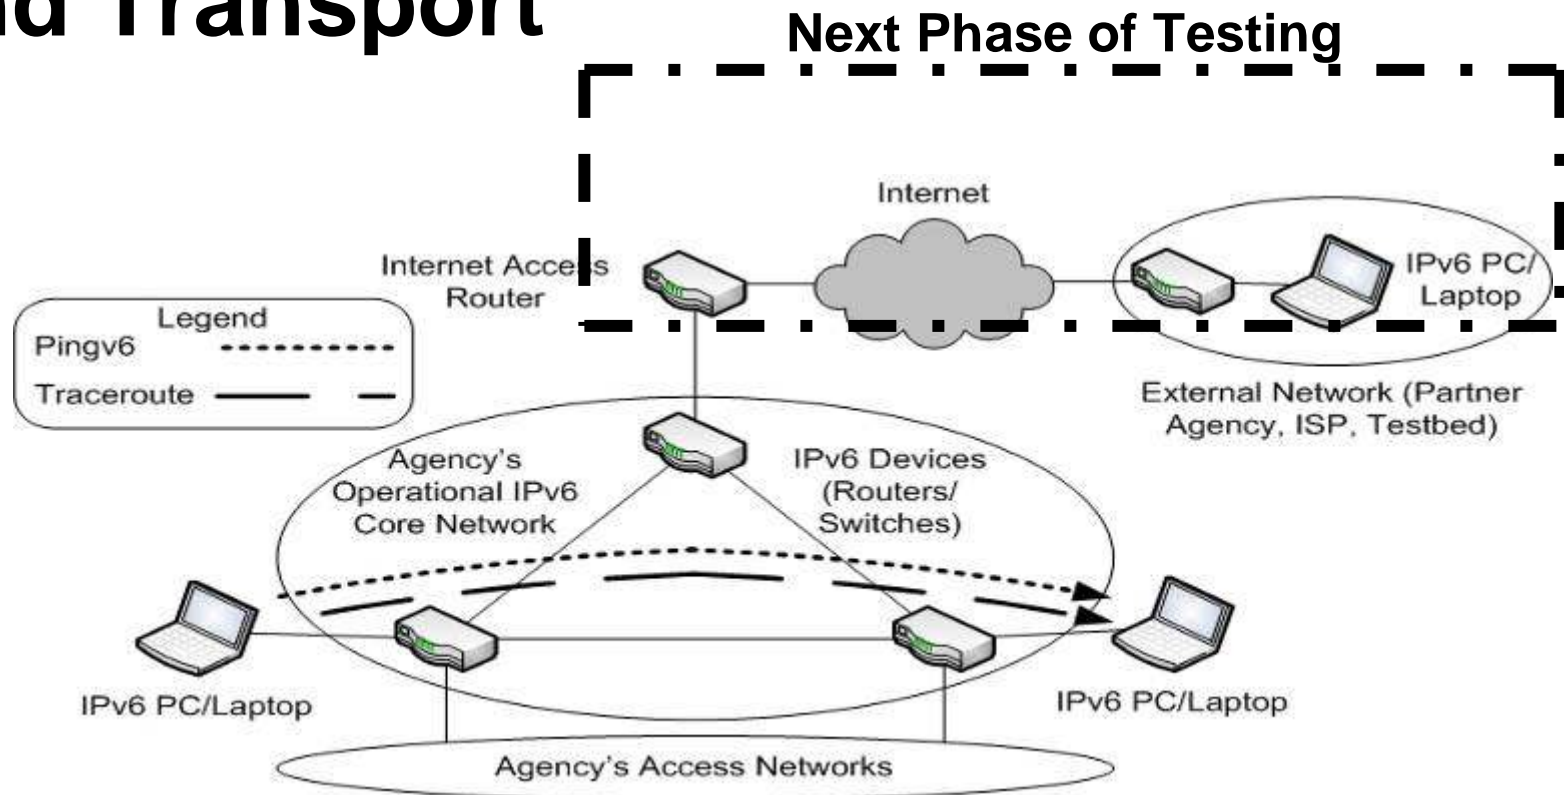 nd Transport
Next Phase of Testing
Internet
Internet Access
Router
IPv6 PC/
Laptop
Legend
Pingv6
Traceroute
External Network (Partner
Agency, ISP, Testbed)
Agency's
Operational IPv6
Core Network
IPv6 Devices
(Routers/
Switches)
IPv6 PC/Laptop
IPv6 PC/Laptop
Agency's Access Networks